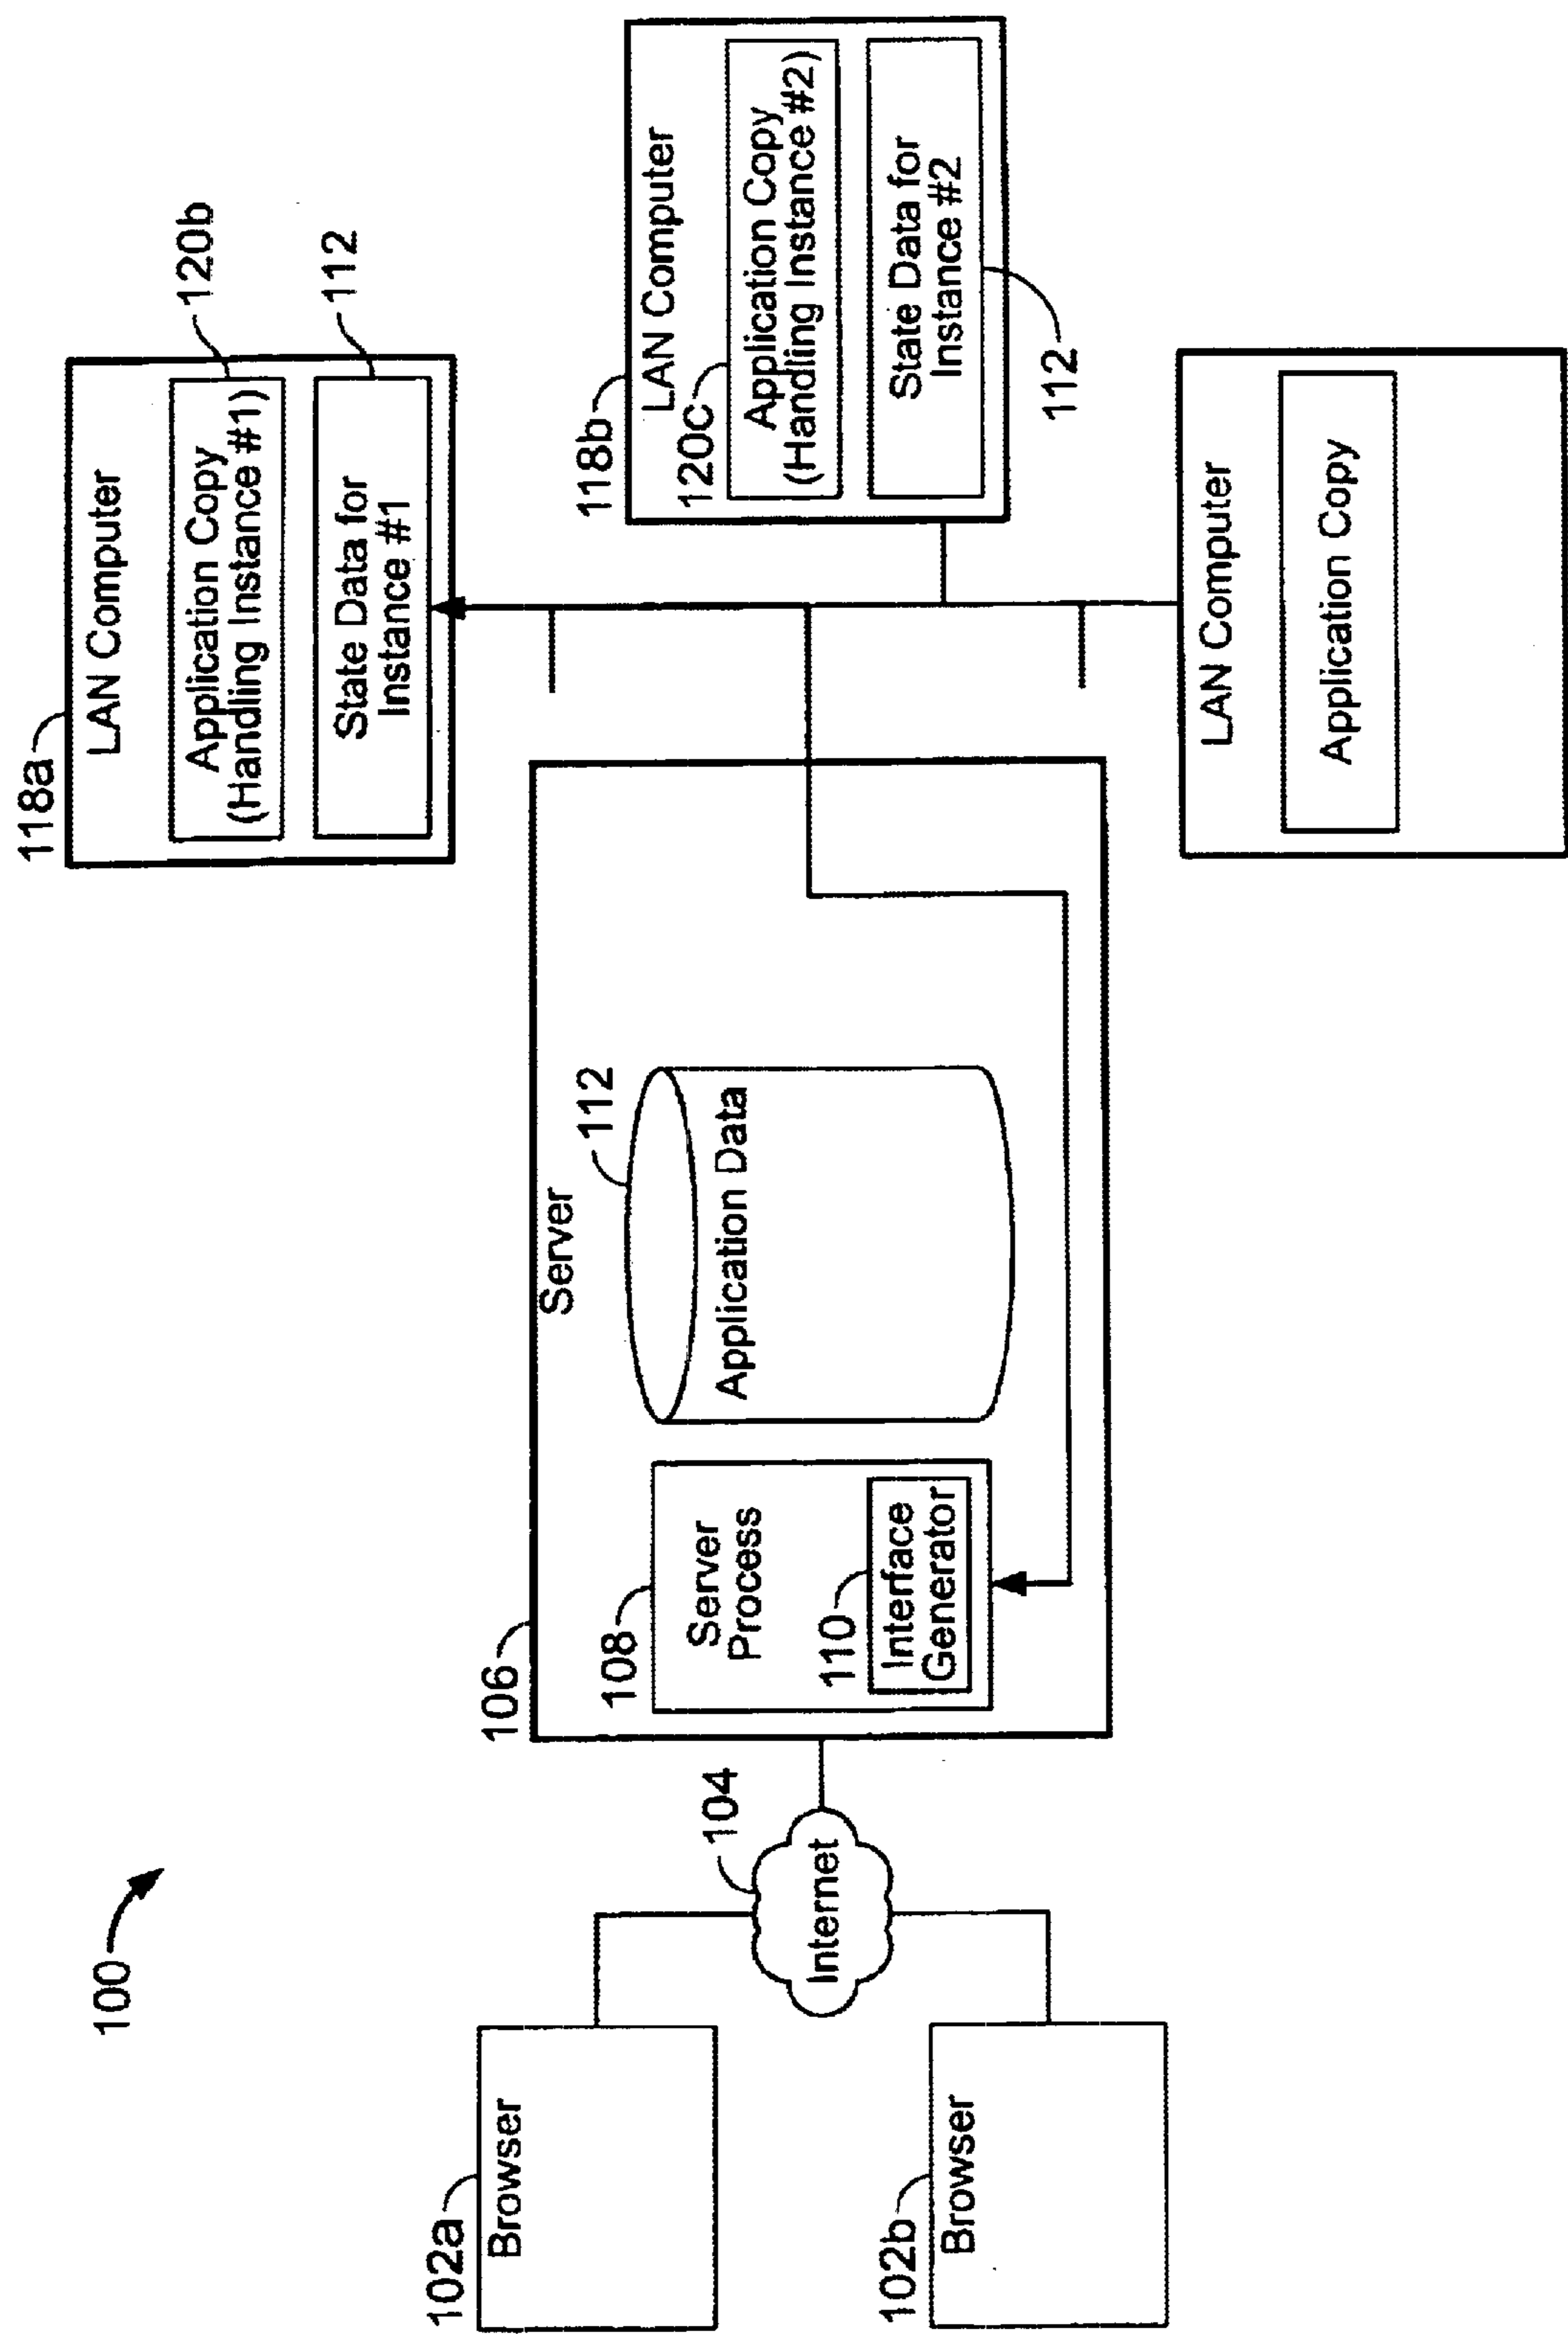 100
102a
Browser
102b
Browser
104
Internet
106
Server
108
Server
Process
110
Interface
Generator
112
Application Data
118a
LAN Computer
Application Copy
(Handling Instance #1)
120b
State Data for
Instance #1
112
118b
LAN Computer
120c
Application Copy
(Handling Instance #2)
State Data for
Instance #2
112
LAN Computer
Application Copy